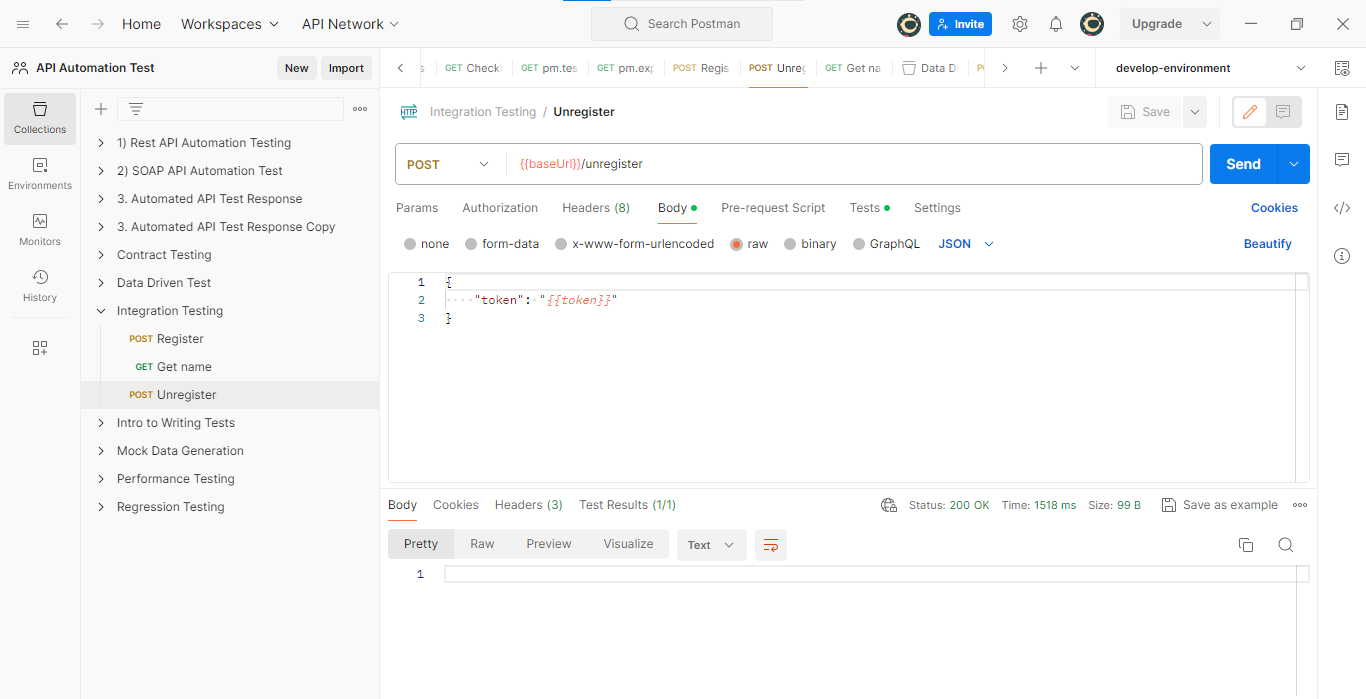 Home Workspaces API Network Search Postman Invite Upgrade
API Automation Test New Import
GET Checki GET pm.tes GET pm.exp POST Regis POST Unreg GET Get na Data D develop-environment
Collections
Environments
Monitors
History
1) Rest API Automation Testing
2) SOAP API Automation Test
3. Automated API Test Response
3. Automated API Test Response Copy
Contract Testing
Data Driven Test
Integration Testing
POST Register
GET Get name
POST Unregister
Intro to Writing Tests
Mock Data Generation
Performance Testing
Regression Testing
HTTP Integration Testing / Unregister Save
POST {{baseUrl}}/unregister Send
Params Authorization Headers (8) Body Pre-request Script Tests Settings Cookies
none form-data x-www-form-urlencoded raw binary GraphQL JSON Beautify
1 {
2 "token": "{{token}}"
3 }
Body Cookies Headers (3) Test Results (1/1) Status: 200 OK Time: 1518 ms Size: 99 B Save as example
Pretty Raw Preview Visualize Text
1